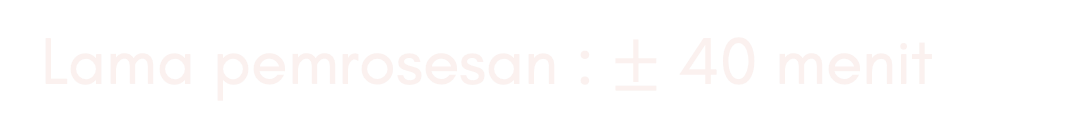 Lama pemrosesan : ± 40 menit